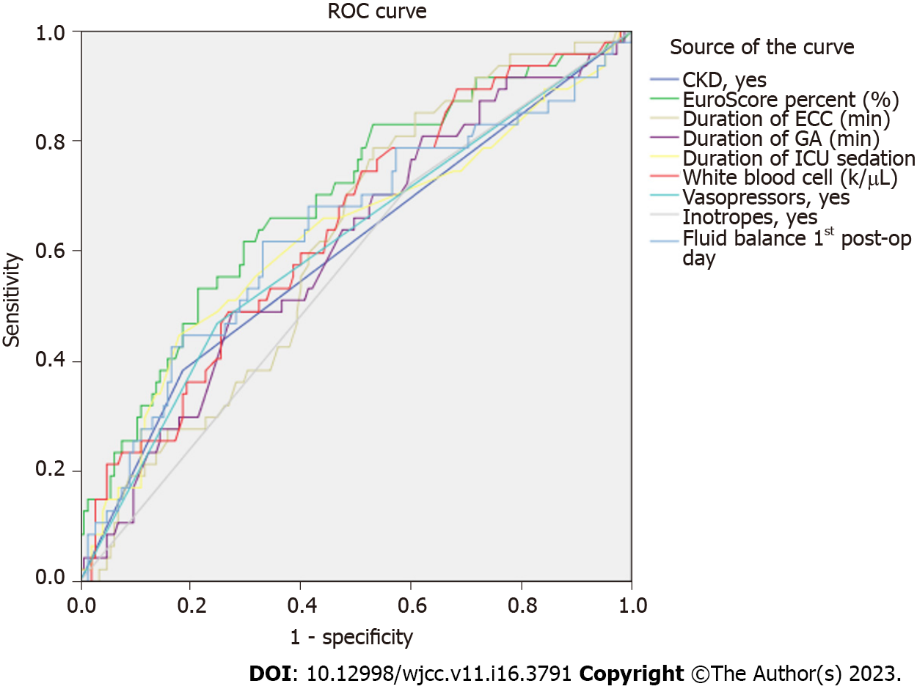 ROC curve
1.0
0.8
0.6
0.4
0.2
0.0
Sensitivity
0.0 0.2 0.4 0.6 0.8 1.0
1 - specificity
Source of the curve
CKD, yes
EuroScore percent (%)
Duration of ECC (min)
Duration of GA (min)
Duration of ICU sedation
White blood cell (k/μL)
Vasopressors, yes
Inotropes, yes
Fluid balance 1st post-op
day
DOI: 10.12998/wjcc.v11.i16.3791 Copyright ©The Author(s) 2023.